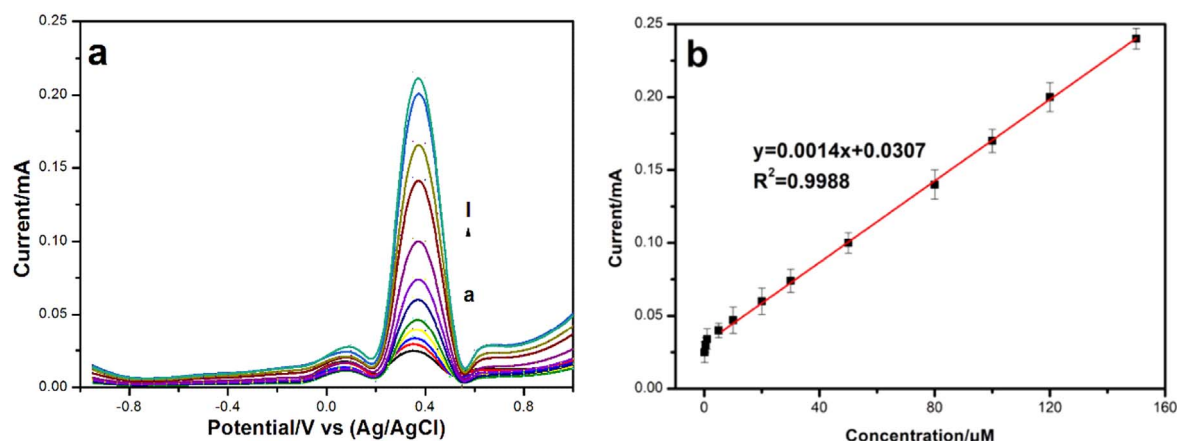 a
0.25
0.20
0.15
0.10
0.05
0.00
Current/mA
l
a
-0.8 -0.4 0.0 0.4 0.8
Potential/V vs (Ag/AgCl)
b
0.25
0.20
0.15
0.10
0.05
0.00
Current/mA
y=0.0014x+0.0307
R²=0.9988
0 40 80 120 160
Concentration/μM